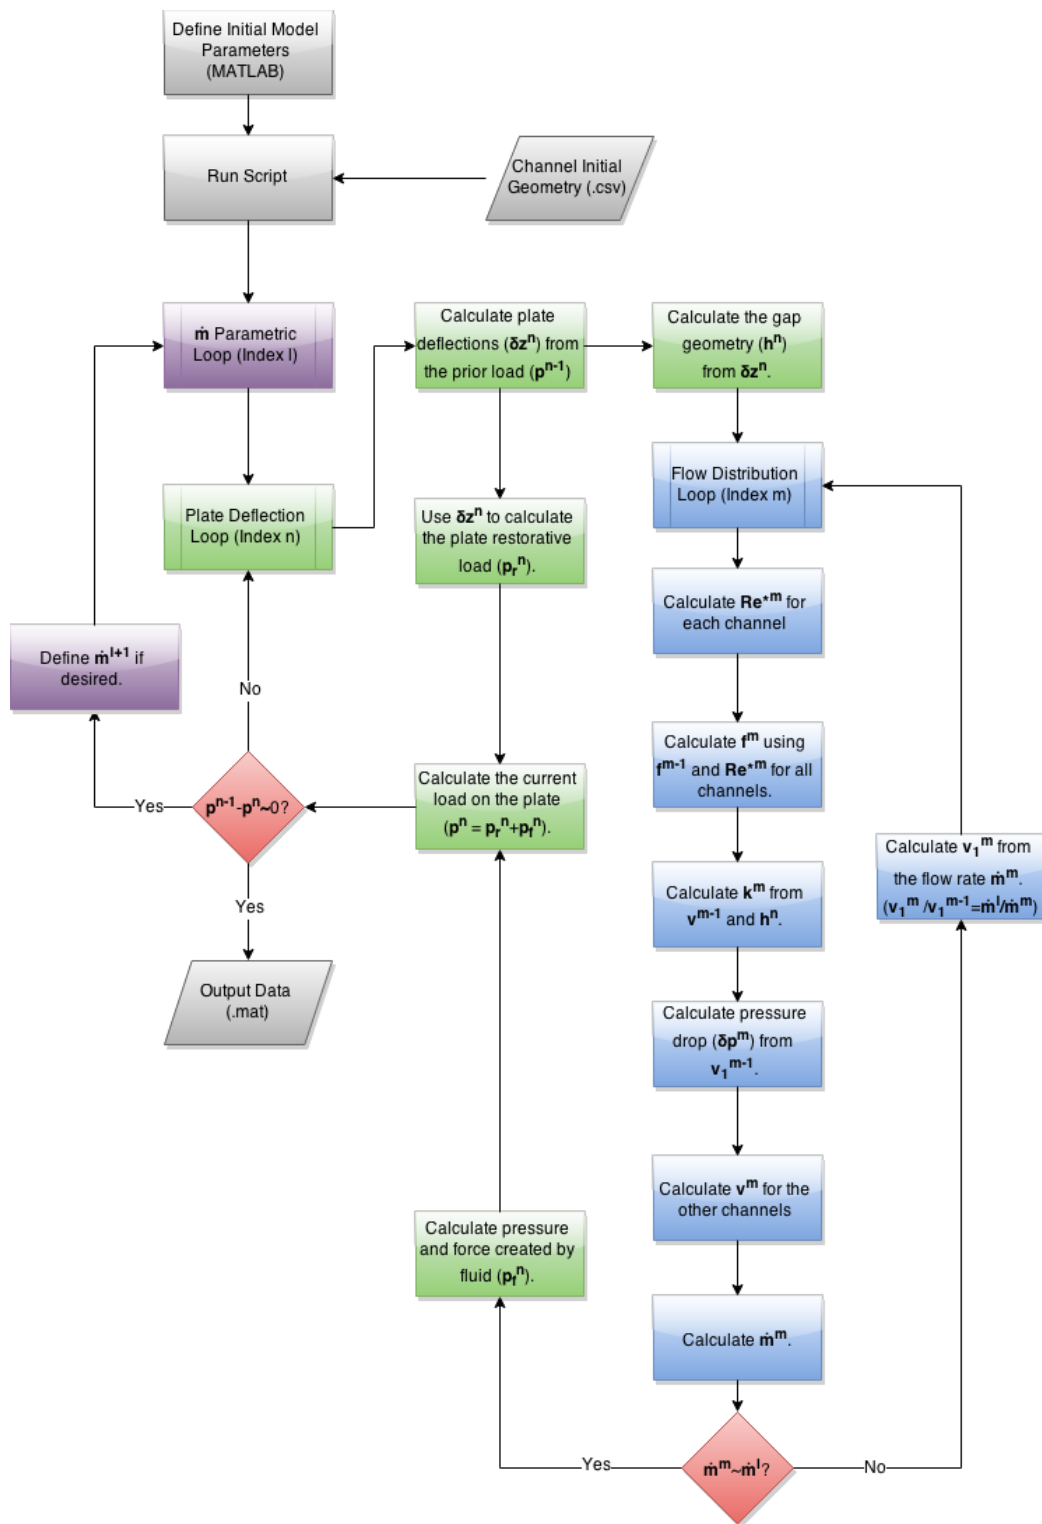 Define Initial Model
Parameters
(MATLAB)
Run Script
Channel Initial
Geometry (.csv)
ṁ Parametric
Loop (Index l)
Calculate plate
deflections (δzⁿ) from
the prior load (pⁿ⁻¹)
Calculate the gap
geometry (hⁿ)
from δzⁿ.
Plate Deflection
Loop (Index n)
Flow Distribution
Loop (Index m)
Use δzⁿ to calculate
the plate restorative
load (pᵣⁿ).
Calculate Re*ᵐ for
each channel
Define ṁˡ⁺¹ if
desired.
No
Calculate fᵐ using
fᵐ⁻¹ and Re*ᵐ for all
channels.
pⁿ⁻¹-pⁿ~0?
Yes
Yes
Calculate the current
load on the plate
(pⁿ = pᵣⁿ+p_fⁿ).
Calculate v₁ᵐ from
the flow rate ṁᵐ.
(v₁ᵐ /v₁ᵐ⁻¹=ṁˡ/ṁᵐ)
Calculate kᵐ from
vᵐ⁻¹ and hⁿ.
Output Data
(.mat)
Calculate pressure
drop (δpᵐ) from
v₁ᵐ⁻¹.
Calculate vᵐ for the
other channels
Calculate pressure
and force created by
fluid (p_fⁿ).
Calculate ṁᵐ.
ṁᵐ~ṁˡ?
Yes
No